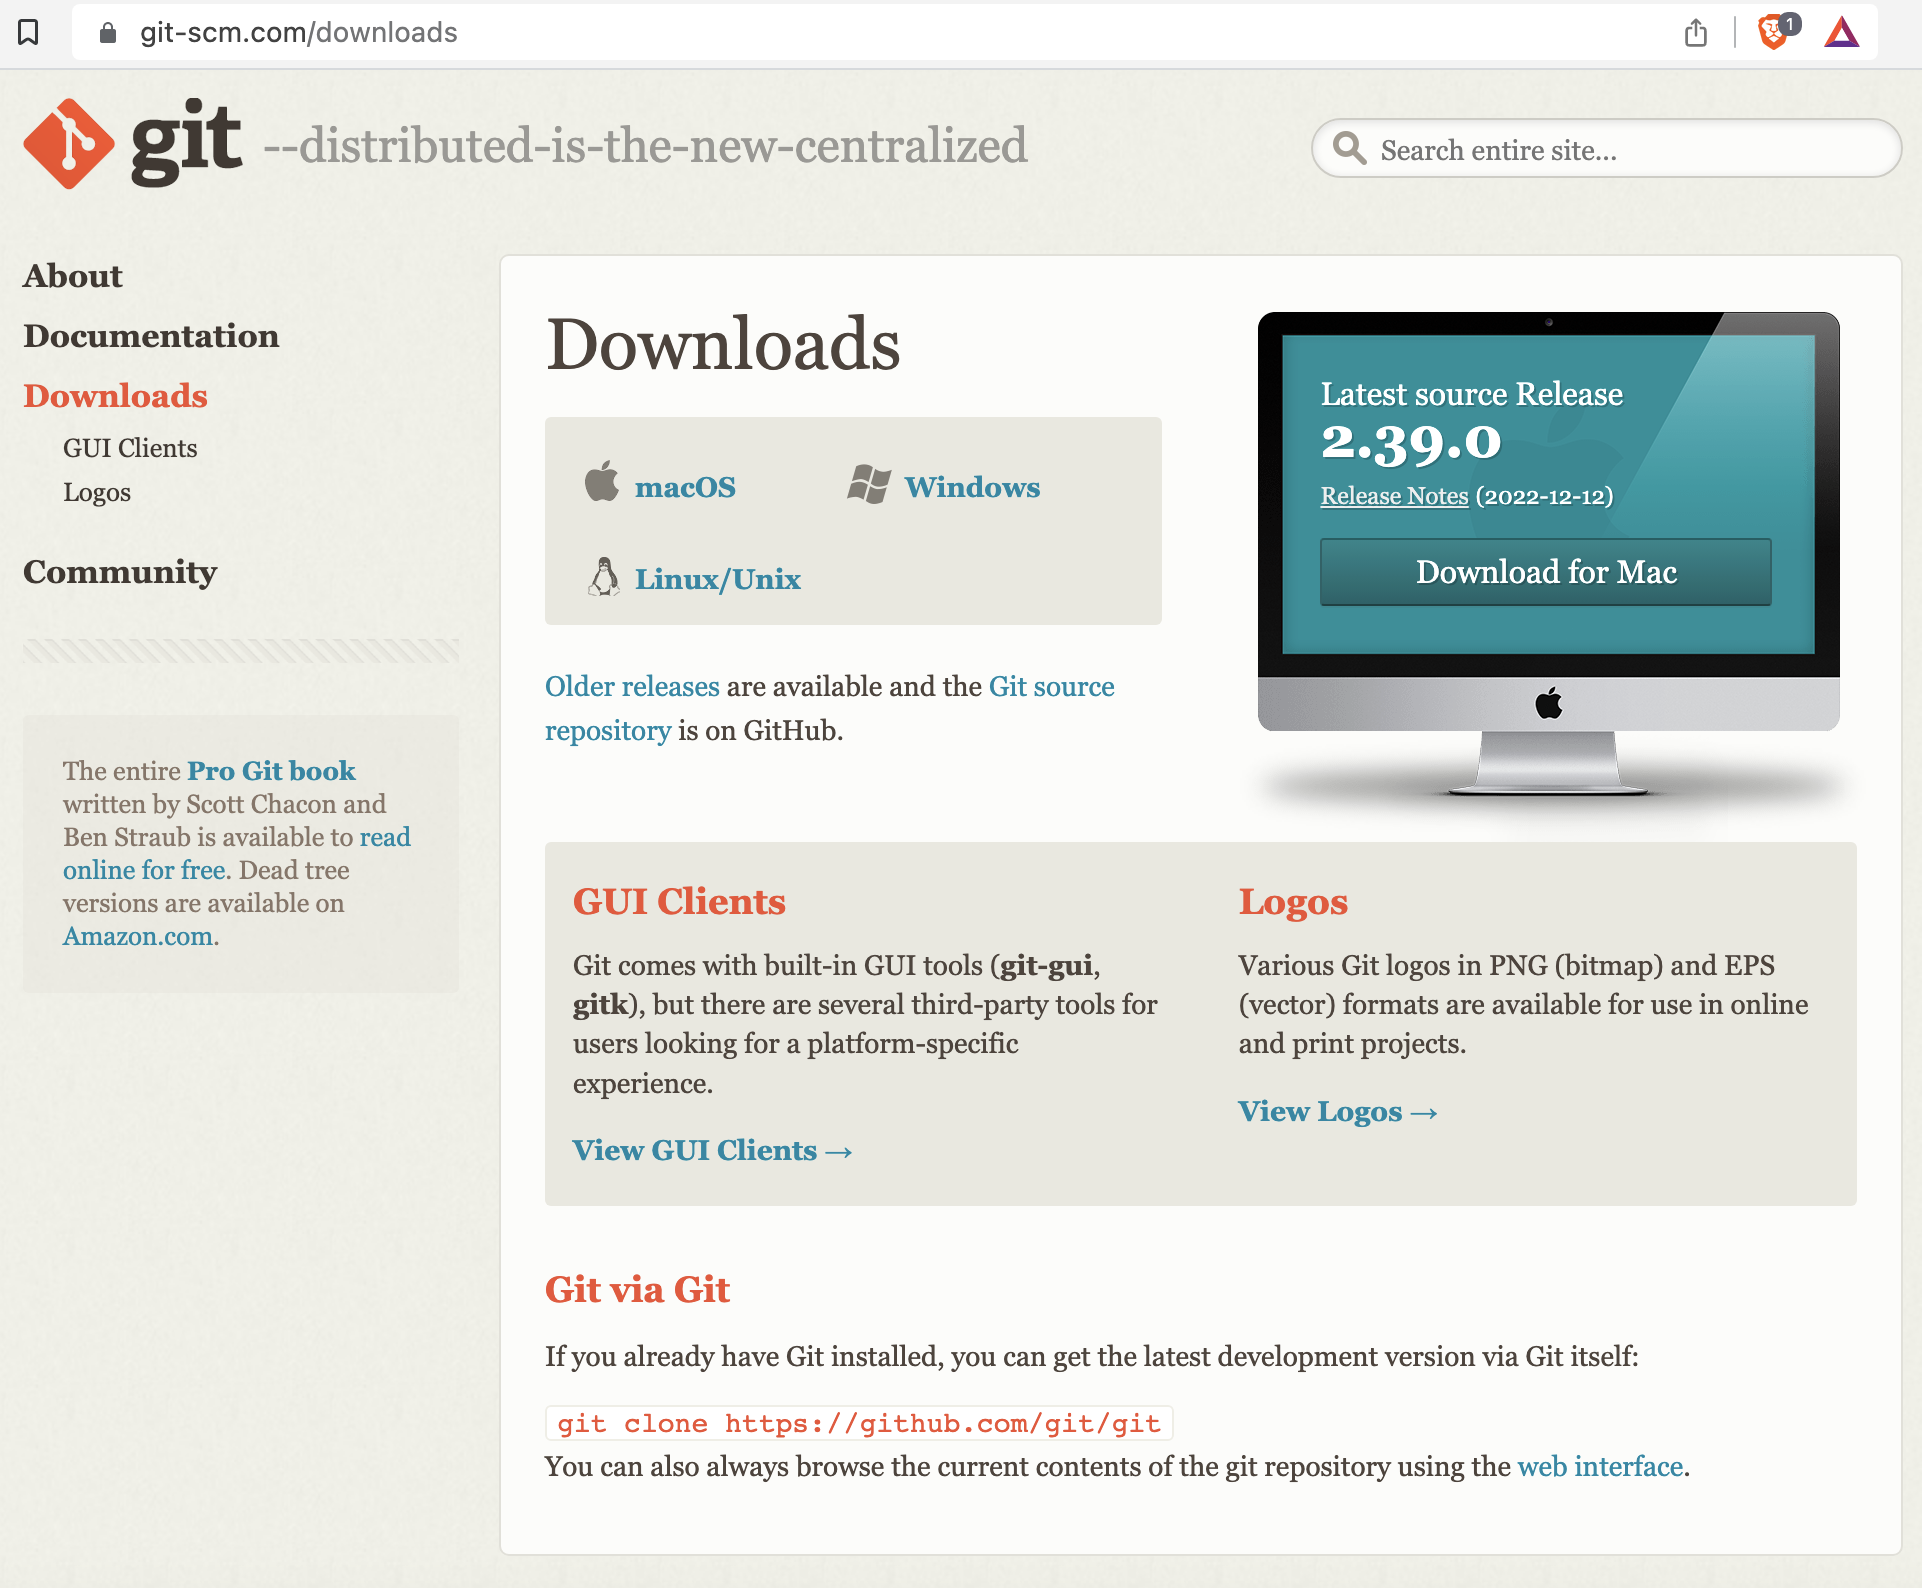 git-scm.com/downloads
1
git --distributed-is-the-new-centralized
Search entire site...
About
Documentation
Downloads
GUI Clients
Logos
Community
The entire Pro Git book
written by Scott Chacon and
Ben Straub is available to read
online for free. Dead tree
versions are available on
Amazon.com.
Downloads
macOS
Windows
Linux/Unix
Older releases are available and the Git source
repository is on GitHub.
Latest source Release
2.39.0
Release Notes (2022-12-12)
Download for Mac
GUI Clients
Git comes with built-in GUI tools (git-gui,
gitk), but there are several third-party tools for
users looking for a platform-specific
experience.
View GUI Clients →
Logos
Various Git logos in PNG (bitmap) and EPS
(vector) formats are available for use in online
and print projects.
View Logos →
Git via Git
If you already have Git installed, you can get the latest development version via Git itself:
git clone https://github.com/git/git
You can also always browse the current contents of the git repository using the web interface.